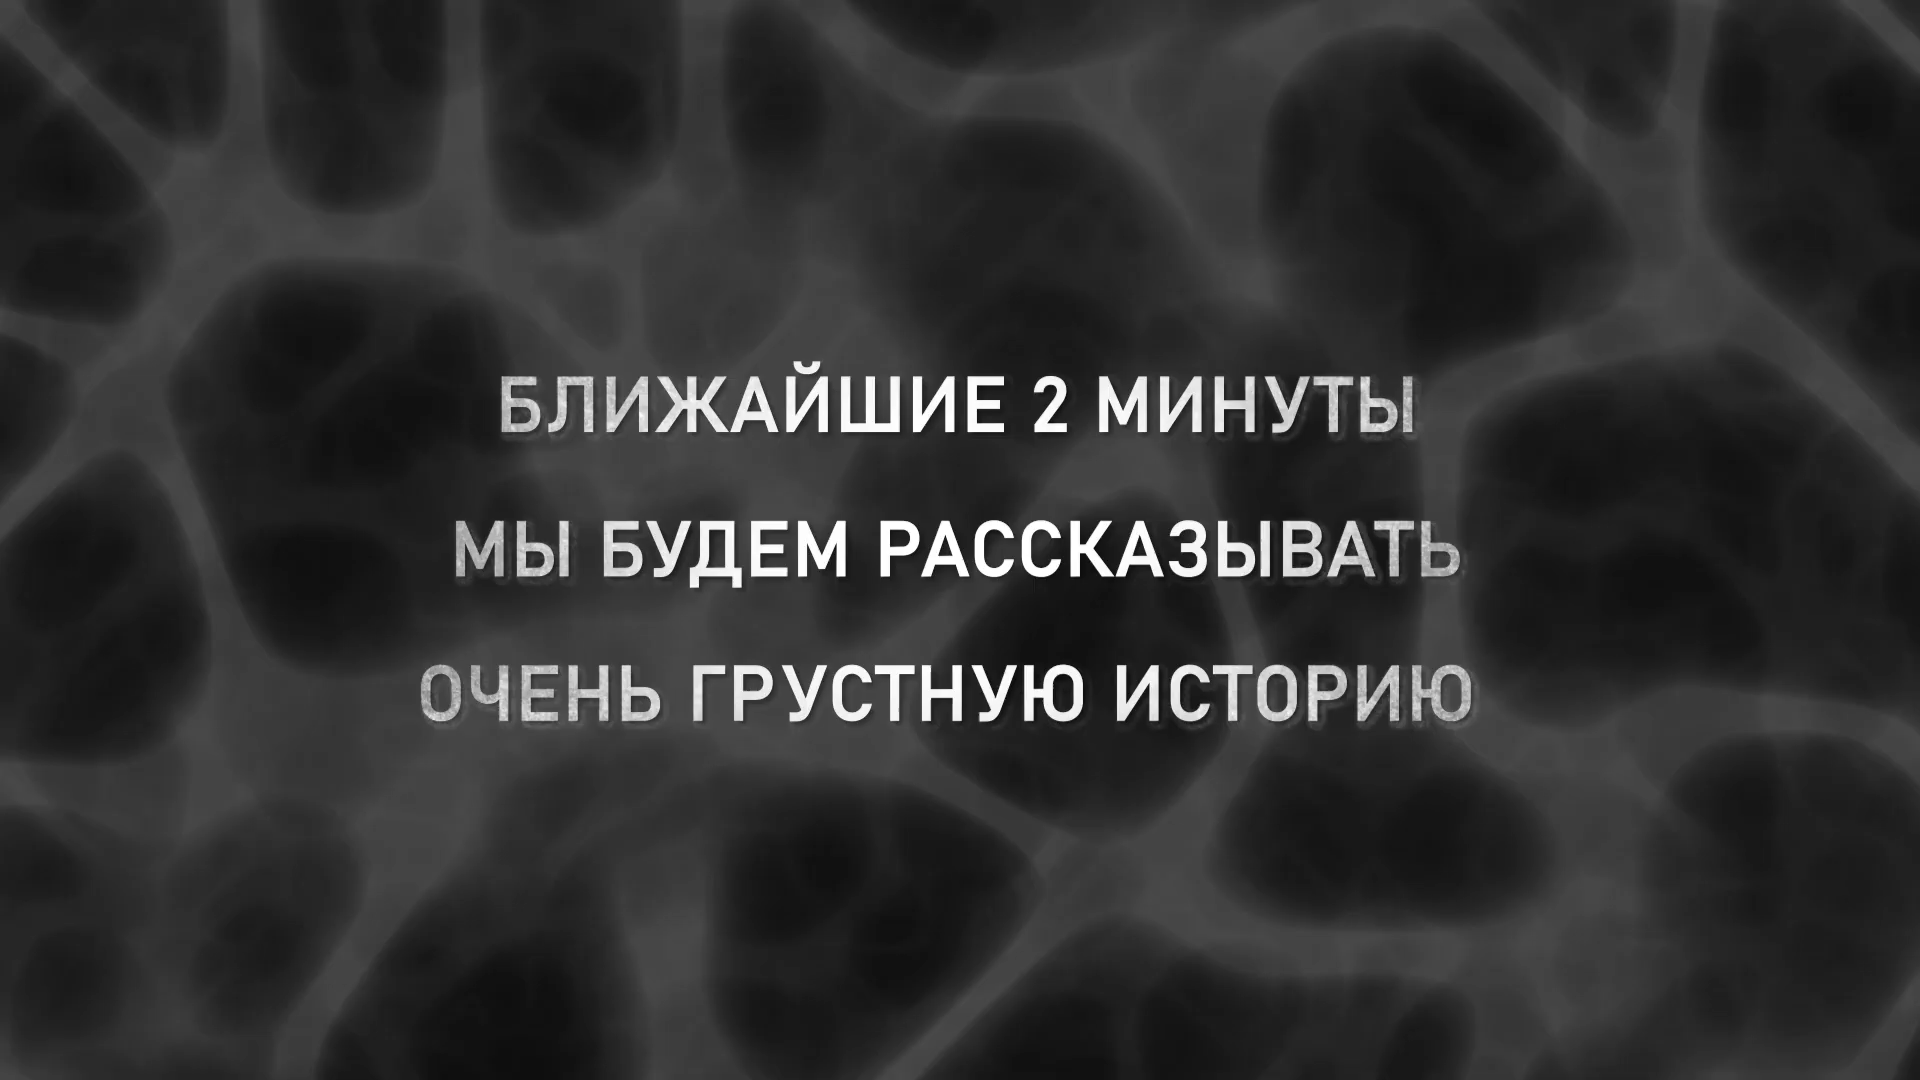 БЛИЖАЙШИЕ 2 МИНУТЫ
МЫ БУДЕМ РАССКАЗЫВАТЬ
ОЧЕНЬ ГРУСТНУЮ ИСТОРИЮ